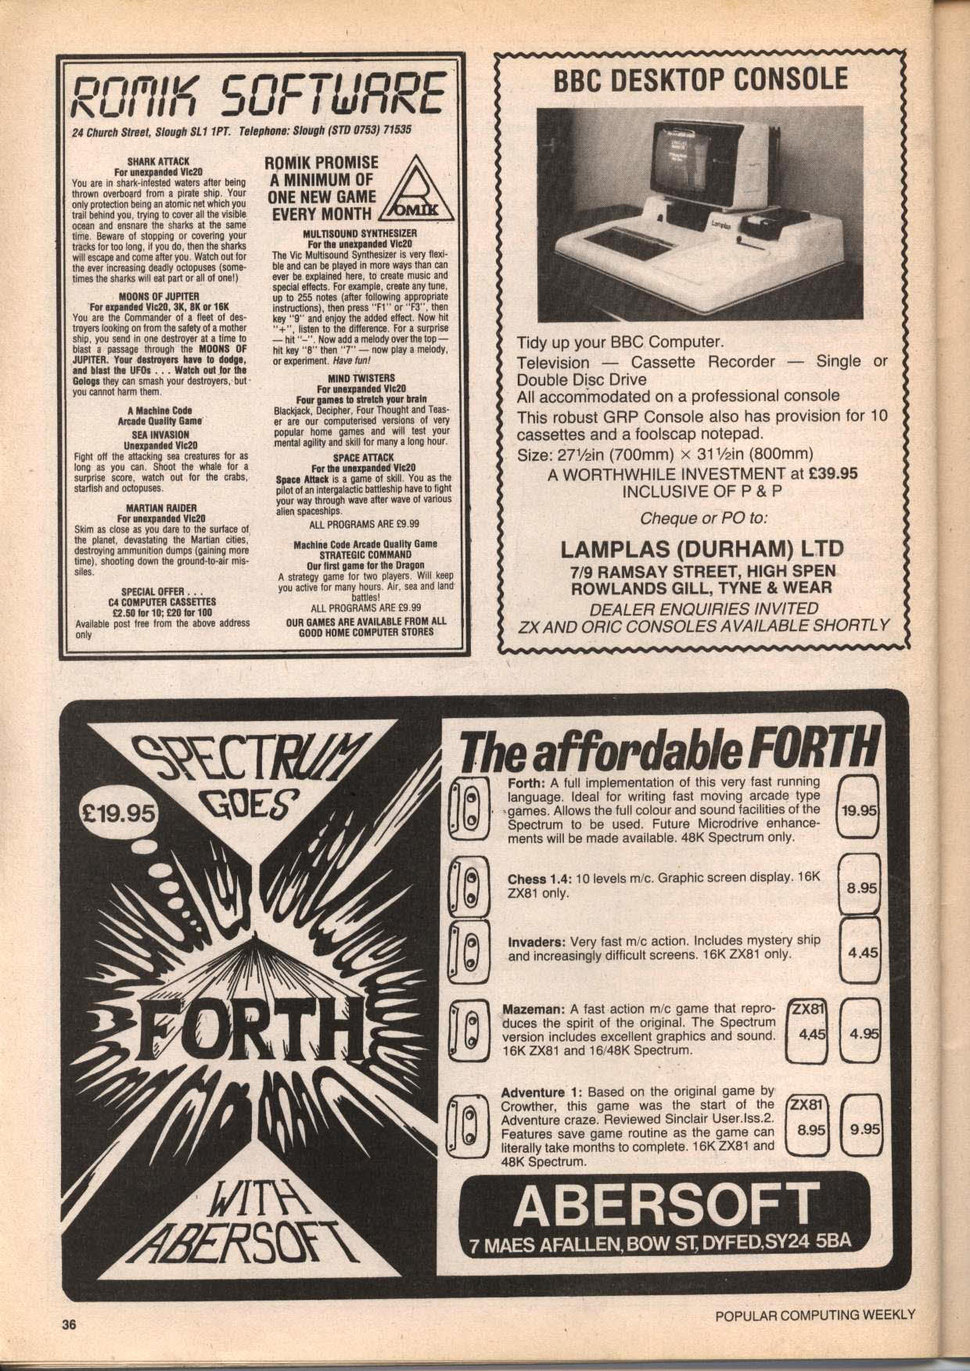 ROMIK SOFTWARE
24 Church Street, Slough SL1 1PT. Telephone: Slough (STD 0753) 71535
SHARK ATTACK
For unexpanded Vic20
You are in shark-infested waters after being
thrown overboard from a pirate ship. Your
only protection being an atomic net which you
trail behind you, trying to cover all the visible
ocean and ensnare the sharks at the same
time. Beware of stopping or covering your
tracks for too long, if you do, then the sharks
will escape and come after you. Watch out for
the ever increasing deadly octopuses (some-
times the sharks will eat part or all of one!)
MOONS OF JUPITER
For expanded Vic20, 3K, 8K or 16K
You are the Commander of a fleet of des-
troyers looking on from the safety of a mother
ship, you send in one destroyer at a time to
blast a passage through the MOONS OF
JUPITER. Your destroyers have to dodge,
and blast the UFOs . . . Watch out for the
Gologs they can smash your destroyers, but
you cannot harm them.
A Machine Code
Arcade Quality Game
SEA INVASION
Unexpanded Vic20
Fight off the attacking sea creatures for as
long as you can. Shoot the whale for a
surprise score, watch out for the crabs,
starfish and octopuses.
MARTIAN RAIDER
For unexpanded Vic20
Skim as close as you dare to the surface of
the planet, devastating the Martian cities,
destroying ammunition dumps (gaining more
time), shooting down the ground-to-air mis-
siles.
SPECIAL OFFER . . .
C4 COMPUTER CASSETTES
£2.50 for 10; £20 for 100
Available post free from the above address
only
ROMIK PROMISE
A MINIMUM OF
ONE NEW GAME
EVERY MONTH
ROMIK
MULTISOUND SYNTHESIZER
For the unexpanded Vic20
The Vic Multisound Synthesizer is very flexi-
ble and can be played in more ways than can
ever be explained here, to create music and
special effects. For example, create any tune,
up to 255 notes (after following appropriate
instructions), then press "F1" or "F3", then
key "9" and enjoy the added effect. Now hit
"+", listen to the difference. For a surprise
— hit "–". Now add a melody over the top —
hit key "8" then "7" — now play a melody,
or experiment. Have fun!
MIND TWISTERS
For unexpanded Vic20
Four games to stretch your brain
Blackjack, Decipher, Four Thought and Teas-
er are our computerised versions of very
popular home games and will test your
mental agility and skill for many a long hour.
SPACE ATTACK
For the unexpanded Vic20
Space Attack is a game of skill. You as the
pilot of an intergalactic battleship have to fight
your way through wave after wave of various
alien spaceships.
ALL PROGRAMS ARE £9.99
Machine Code Arcade Quality Game
STRATEGIC COMMAND
Our first game for the Dragon
A strategy game for two players. Will keep
you active for many hours. Air, sea and land
battles!
ALL PROGRAMS ARE £9.99
OUR GAMES ARE AVAILABLE FROM ALL
GOOD HOME COMPUTER STORES
BBC DESKTOP CONSOLE
Lamplas
Tidy up your BBC Computer.
Television — Cassette Recorder — Single or
Double Disc Drive
All accommodated on a professional console
This robust GRP Console also has provision for 10
cassettes and a foolscap notepad.
Size: 27½in (700mm) × 31½in (800mm)
A WORTHWHILE INVESTMENT at £39.95
INCLUSIVE OF P & P
Cheque or PO to:
LAMPLAS (DURHAM) LTD
7/9 RAMSAY STREET, HIGH SPEN
ROWLANDS GILL, TYNE & WEAR
DEALER ENQUIRIES INVITED
ZX AND ORIC CONSOLES AVAILABLE SHORTLY
SPECTRUM
GOES
£19.95
FORTH
WITH
ABERSOFT
The affordable FORTH
Forth: A full implementation of this very fast running
language. Ideal for writing fast moving arcade type
games. Allows the full colour and sound facilities of the
Spectrum to be used. Future Microdrive enhance-
ments will be made available. 48K Spectrum only.
19.95
Chess 1.4: 10 levels m/c. Graphic screen display. 16K
ZX81 only.
8.95
Invaders: Very fast m/c action. Includes mystery ship
and increasingly difficult screens. 16K ZX81 only.
4.45
Mazeman: A fast action m/c game that repro-
duces the spirit of the original. The Spectrum
version includes excellent graphics and sound.
16K ZX81 and 16/48K Spectrum.
ZX81
4.45
4.95
Adventure 1: Based on the original game by
Crowther, this game was the start of the
Adventure craze. Reviewed Sinclair User.Iss.2.
Features save game routine as the game can
literally take months to complete. 16K ZX81 and
48K Spectrum.
ZX81
8.95
9.95
ABERSOFT
7 MAES AFALLEN, BOW ST, DYFED, SY24 5BA
36
POPULAR COMPUTING WEEKLY